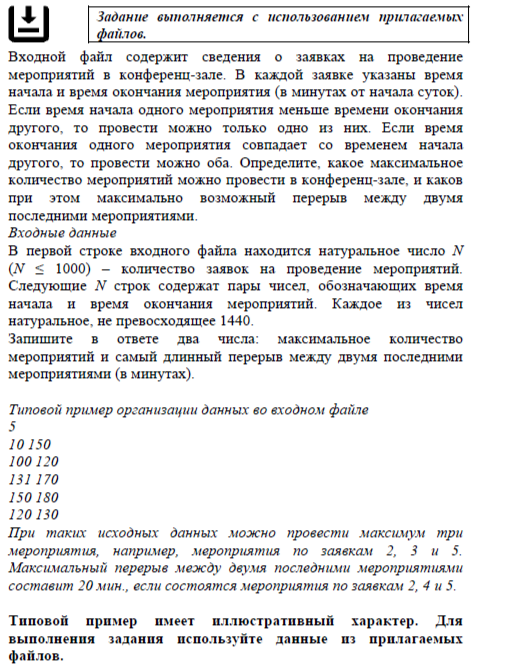 Задание выполняется с использованием прилагаемых
файлов.
Входной файл содержит сведения о заявках на проведение
мероприятий в конференц-зале. В каждой заявке указаны время
начала и время окончания мероприятия (в минутах от начала суток).
Если время начала одного мероприятия меньше времени окончания
другого, то провести можно только одно из них. Если время
окончания одного мероприятия совпадает со временем начала
другого, то провести можно оба. Определите, какое максимальное
количество мероприятий можно провести в конференц-зале, и каков
при этом максимально возможный перерыв между двумя
последними мероприятиями.
Входные данные
В первой строке входного файла находится натуральное число N
(N ≤ 1000) – количество заявок на проведение мероприятий.
Следующие N строк содержат пары чисел, обозначающих время
начала и время окончания мероприятий. Каждое из чисел
натуральное, не превосходящее 1440.
Запишите в ответе два числа: максимальное количество
мероприятий и самый длинный перерыв между двумя последними
мероприятиями (в минутах).
Типовой пример организации данных во входном файле
5
10 150
100 120
131 170
150 180
120 130
При таких исходных данных можно провести максимум три
мероприятия, например, мероприятия по заявкам 2, 3 и 5.
Максимальный перерыв между двумя последними мероприятиями
составит 20 мин., если состоятся мероприятия по заявкам 2, 4 и 5.
Типовой пример имеет иллюстративный характер. Для
выполнения задания используйте данные из прилагаемых
файлов.